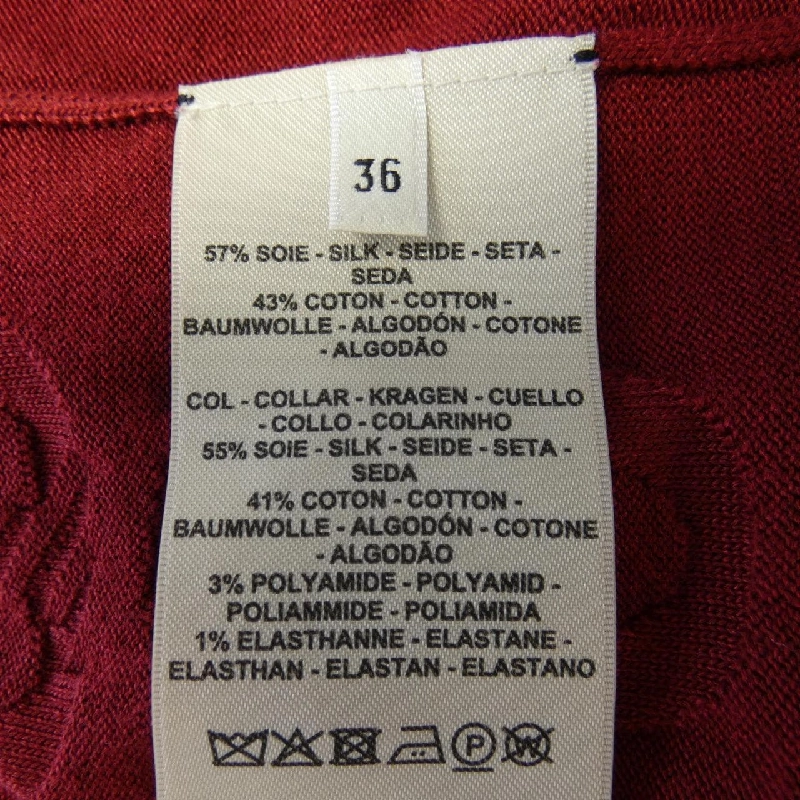 36
57% SOIE - SILK - SEIDE - SETA -
SEDA
43% COTON - COTTON -
BAUMWOLLE - ALGODÓN - COTONE
- ALGODÃO
COL - COLLAR - KRAGEN - CUELLO
- COLLO - COLARINHO
55% SOIE - SILK - SEIDE - SETA -
SEDA
41% COTON - COTTON -
BAUMWOLLE - ALGODÓN - COTONE
- ALGODÃO
3% POLYAMIDE - POLYAMID -
POLIAMMIDE - POLIAMIDA
1% ELASTHANNE - ELASTANE -
ELASTHAN - ELASTAN - ELASTANO
P W